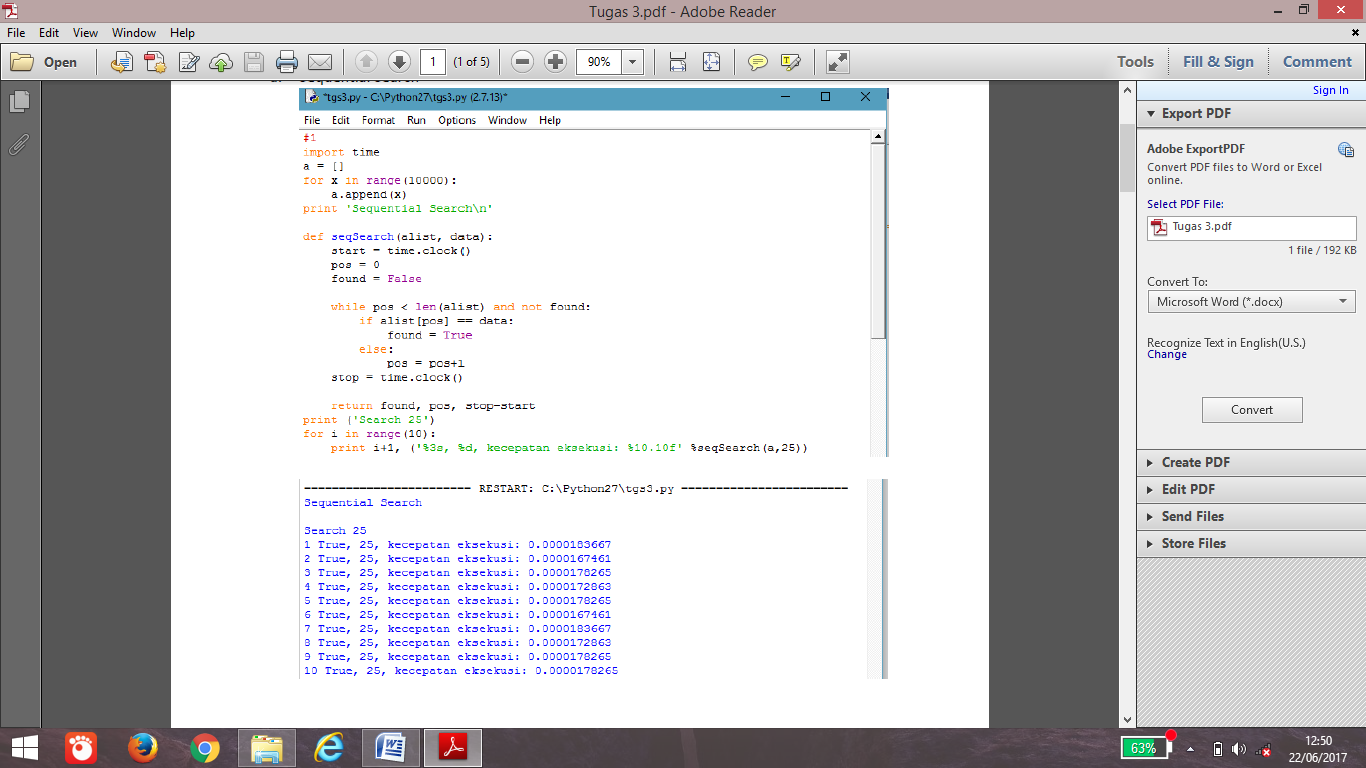 Tugas 3.pdf - Adobe Reader
File Edit View Window Help
Open 1 (1 of 5) 90% Tools Fill & Sign Comment
Sign In
*tgs3.py - C:\Python27\tgs3.py (2.7.13)*
File Edit Format Run Options Window Help
#1
import time
a = []
for x in range(10000):
    a.append(x)
print 'Sequential Search\n'
def seqSearch(alist, data):
    start = time.clock()
    pos = 0
    found = False
    while pos < len(alist) and not found:
        if alist[pos] == data:
            found = True
        else:
            pos = pos+1
    stop = time.clock()
    return found, pos, stop-start
print ('Search 25')
for i in range(10):
    print i+1, ('%3s, %d, kecepatan eksekusi: %10.10f' %seqSearch(a,25))
RESTART: C:\Python27\tgs3.py
Sequential Search
Search 25
1 True, 25, kecepatan eksekusi: 0.0000183667
2 True, 25, kecepatan eksekusi: 0.0000167461
3 True, 25, kecepatan eksekusi: 0.0000178265
4 True, 25, kecepatan eksekusi: 0.0000172863
5 True, 25, kecepatan eksekusi: 0.0000178265
6 True, 25, kecepatan eksekusi: 0.0000167461
7 True, 25, kecepatan eksekusi: 0.0000183667
8 True, 25, kecepatan eksekusi: 0.0000172863
9 True, 25, kecepatan eksekusi: 0.0000178265
10 True, 25, kecepatan eksekusi: 0.0000178265
Export PDF
Adobe ExportPDF
Convert PDF files to Word or Excel
online.
Select PDF File:
Tugas 3.pdf
1 file / 192 KB
Convert To:
Microsoft Word (*.docx)
Recognize Text in English(U.S.)
Change
Convert
Create PDF
Edit PDF
Send Files
Store Files
63%
12:50
22/06/2017